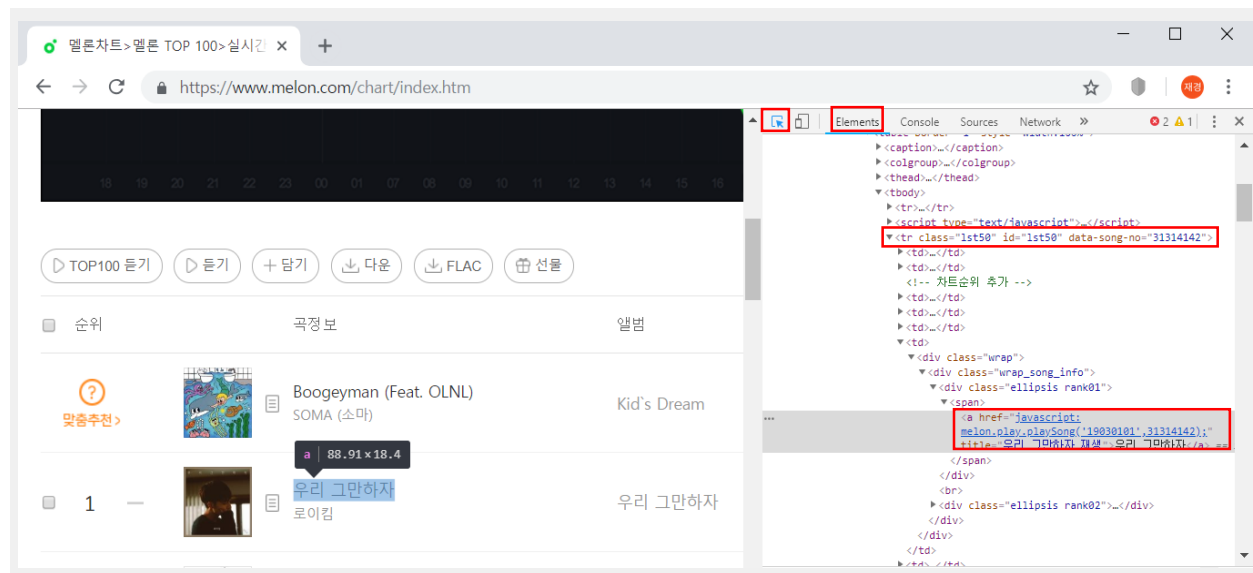 멜론차트>멜론 TOP 100>실시간
https://www.melon.com/chart/index.htm
재경
18 19 20 21 22 23 00 01 07 08 09 10 11 12 13 14 15 16
TOP100 듣기 듣기 담기 다운 FLAC 선물
순위 곡정보 앨범
맞춤추천>
Boogeyman (Feat. OLNL)
SOMA (소마)
Kid`s Dream
a 88.91×18.4
1
우리 그만하자
로이킴
우리 그만하자
Elements Console Sources Network » 2 1
<caption>…</caption>
<colgroup>…</colgroup>
<thead>…</thead>
<tbody>
<tr>…</tr>
<script type="text/javascript">…</script>
<tr class="lst50" id="lst50" data-song-no="31314142">
<td>…</td>
<td>…</td>
<!-- 차트순위 추가 -->
<td>…</td>
<td>…</td>
<td>…</td>
<td>
<div class="wrap">
<div class="wrap_song_info">
<div class="ellipsis rank01">
<span>
<a href="javascript:
melon.play.playSong('19030101',31314142);"
title="우리 그만하자 재생">우리 그만하자</a> ==
</span>
</div>
<br>
<div class="ellipsis rank02">…</div>
</div>
</div>
</td>
<td>…</td>